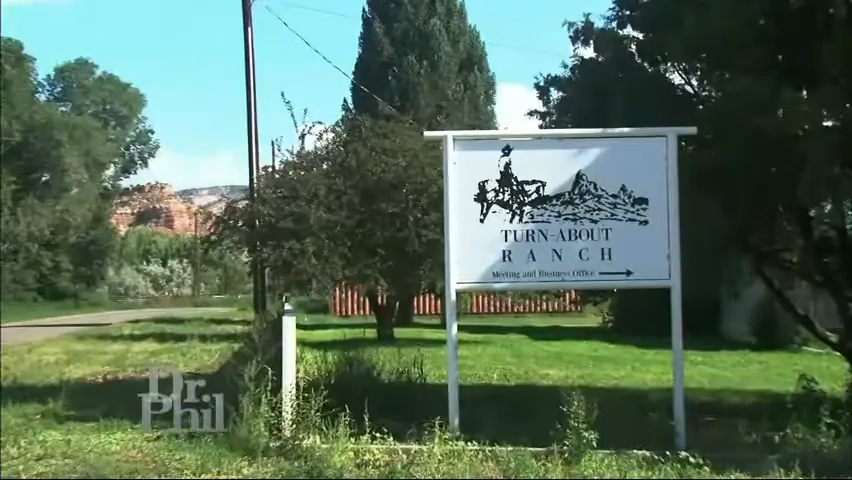 TURN-ABOUT
RANCH
Meeting and Business Office
Dr.
Phil